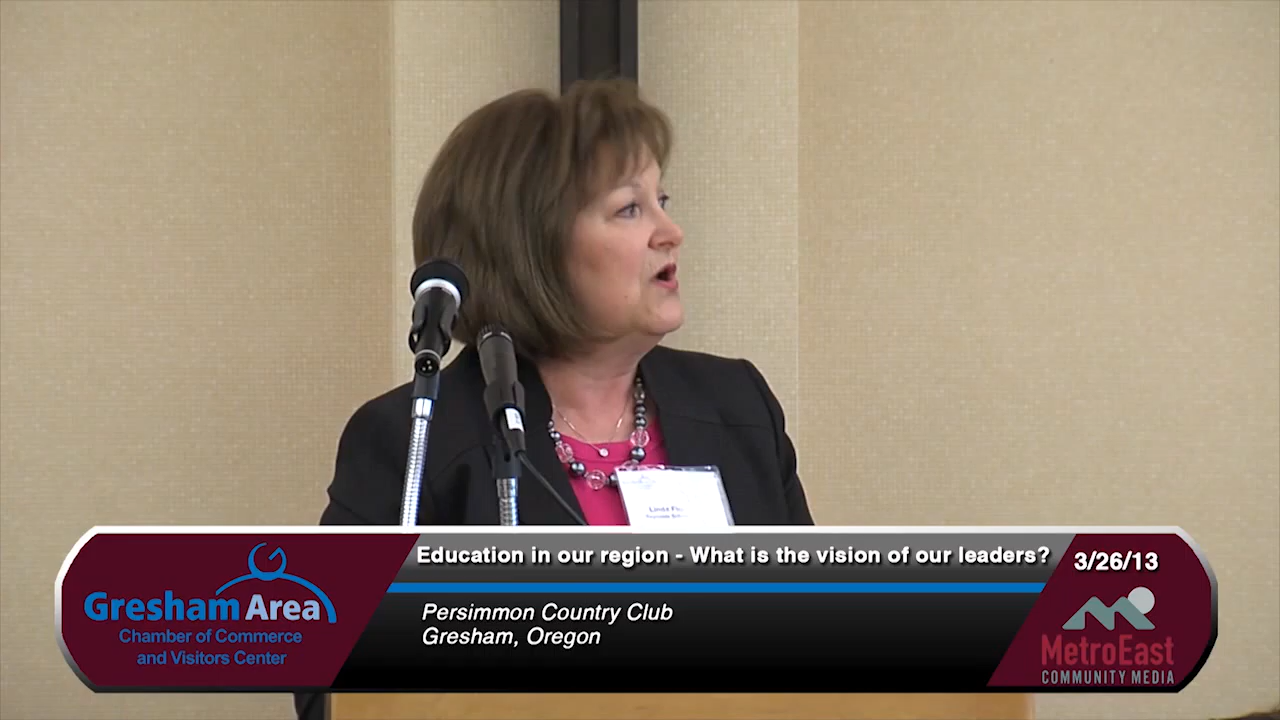 Linda
Education in our region - What is the vision of our leaders?
3/26/13
Gresham Area
Chamber of Commerce
and Visitors Center
Persimmon Country Club
Gresham, Oregon
MetroEast
COMMUNITY MEDIA